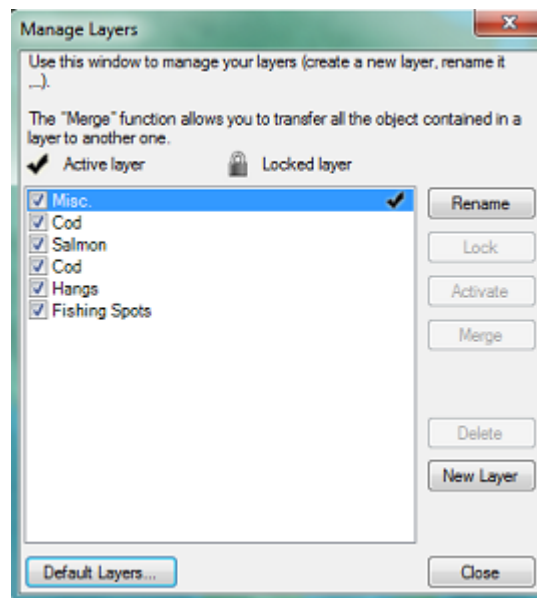 Manage Layers
Use this window to manage your layers (create a new layer, rename it
...).
The "Merge" function allows you to transfer all the object contained in a
layer to another one.
Active layer Locked layer
Misc.
Rename
Cod
Salmon
Lock
Cod
Hangs
Activate
Fishing Spots
Merge
Delete
New Layer
Default Layers...
Close